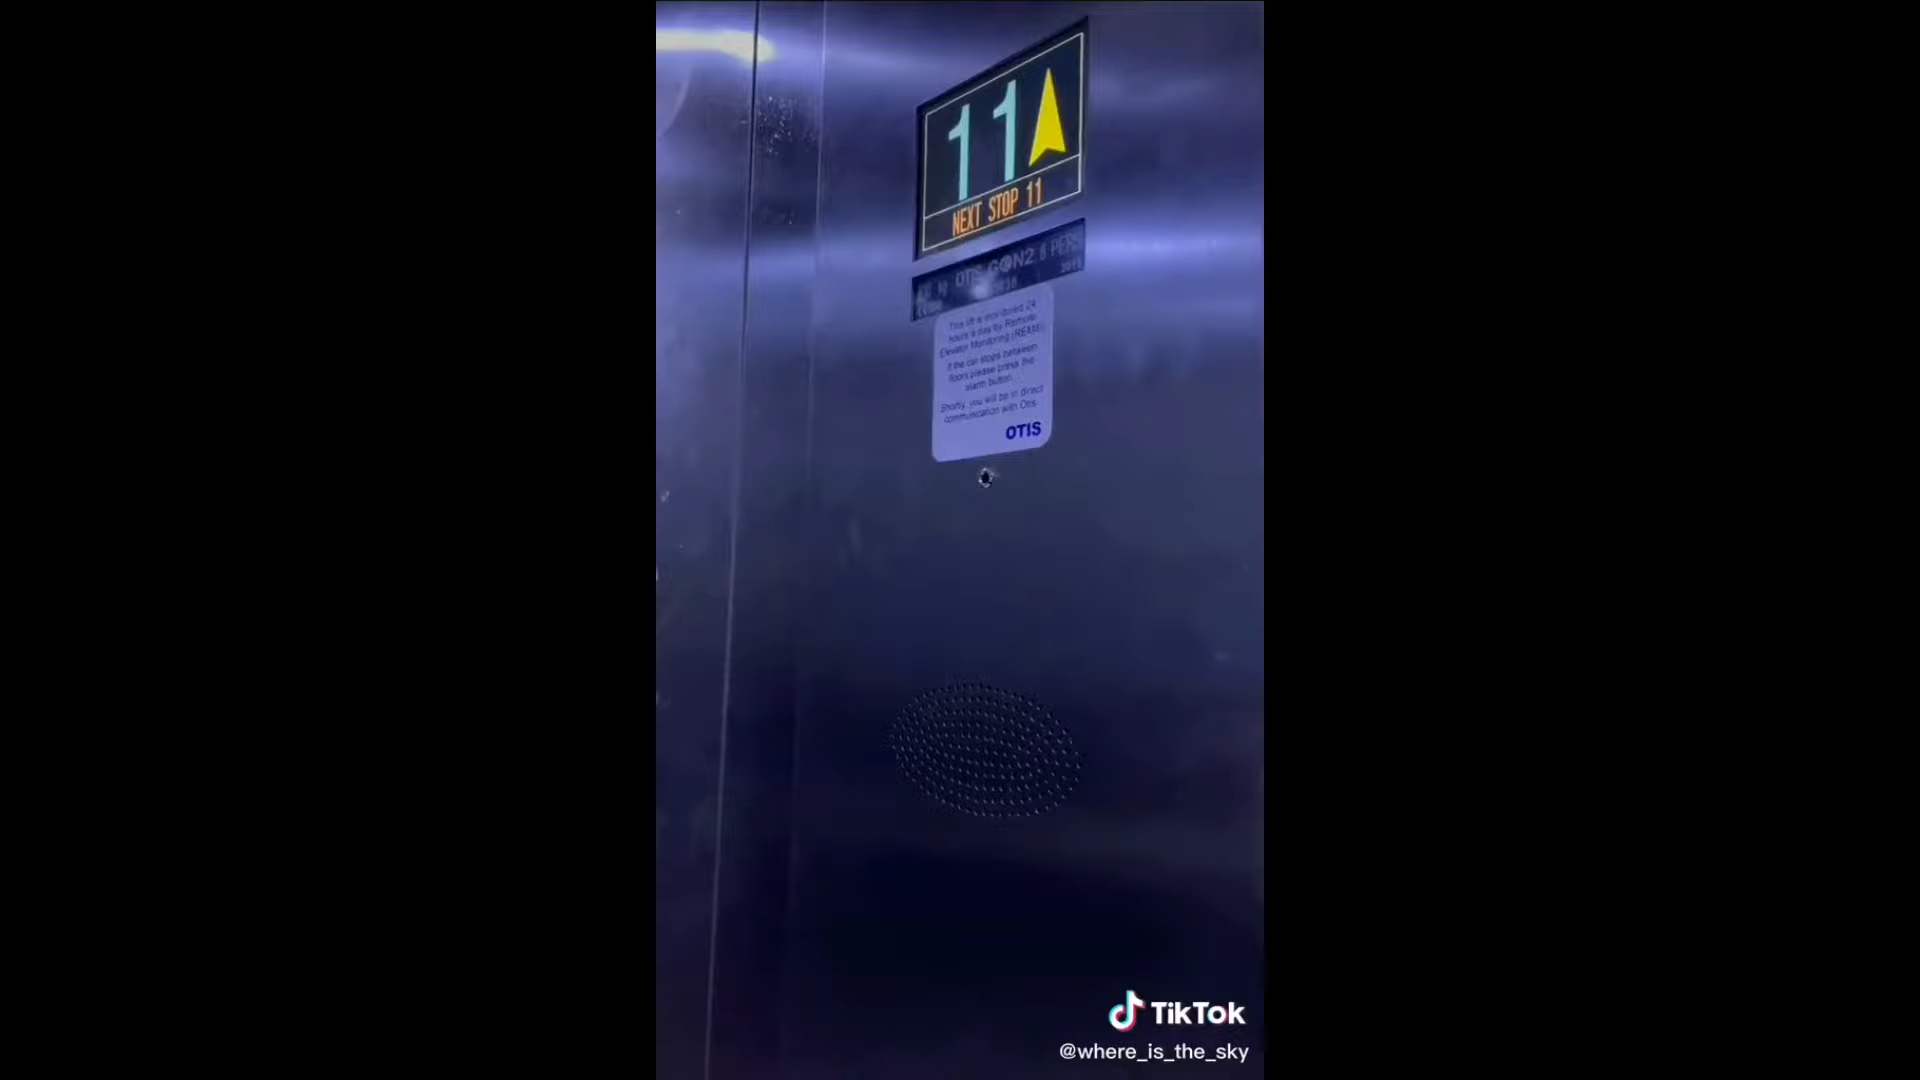 11
NEXT STOP 11
OTIS GEN2 8 PERS
This lift is monitored 24
hours a day by Remote
Elevator Monitoring (REM®)
If the car stops between
floors please press the
alarm button.
Shortly, you will be in direct
communication with Otis.
OTIS
TikTok
@where_is_the_sky